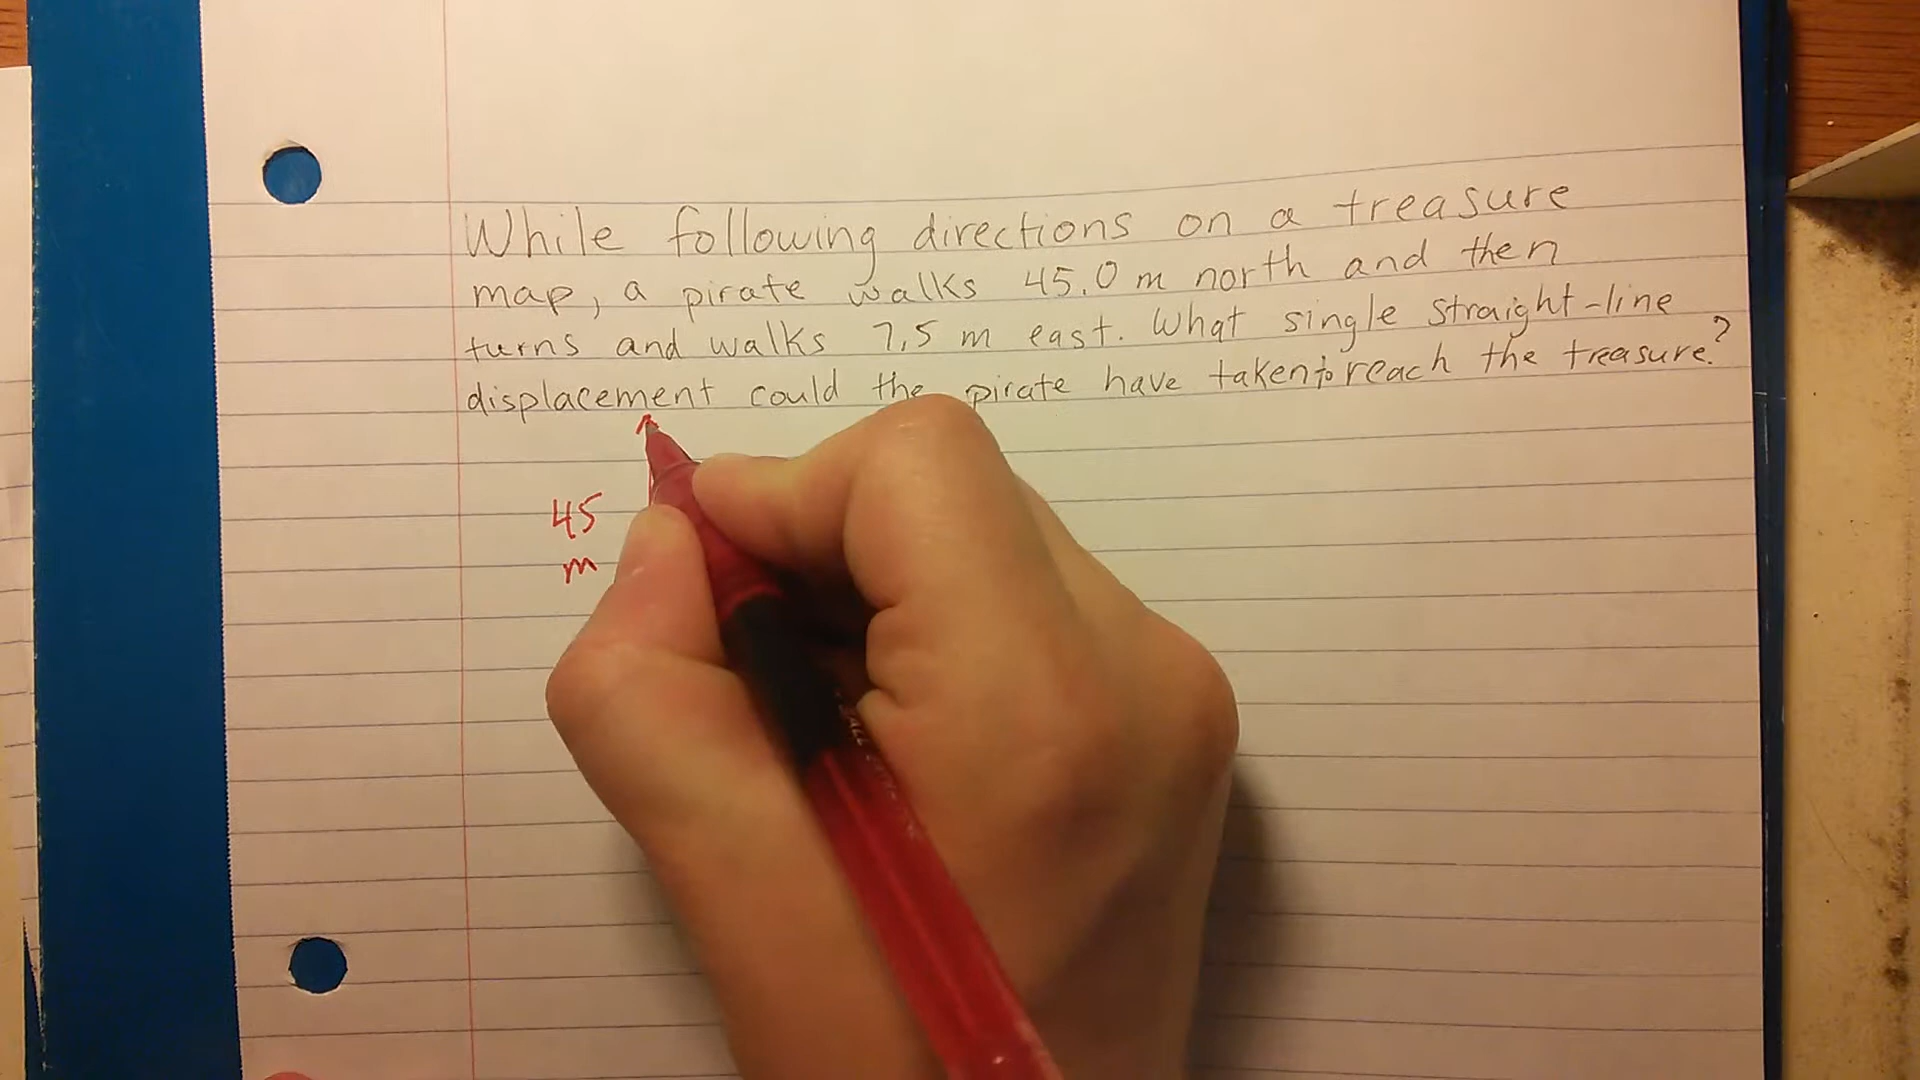 While following directions on a treasure
map, a pirate walks 45.0 m north and then
turns and walks 7.5 m east. What single straight-line
displacement could the pirate have taken to reach the treasure?
45
m